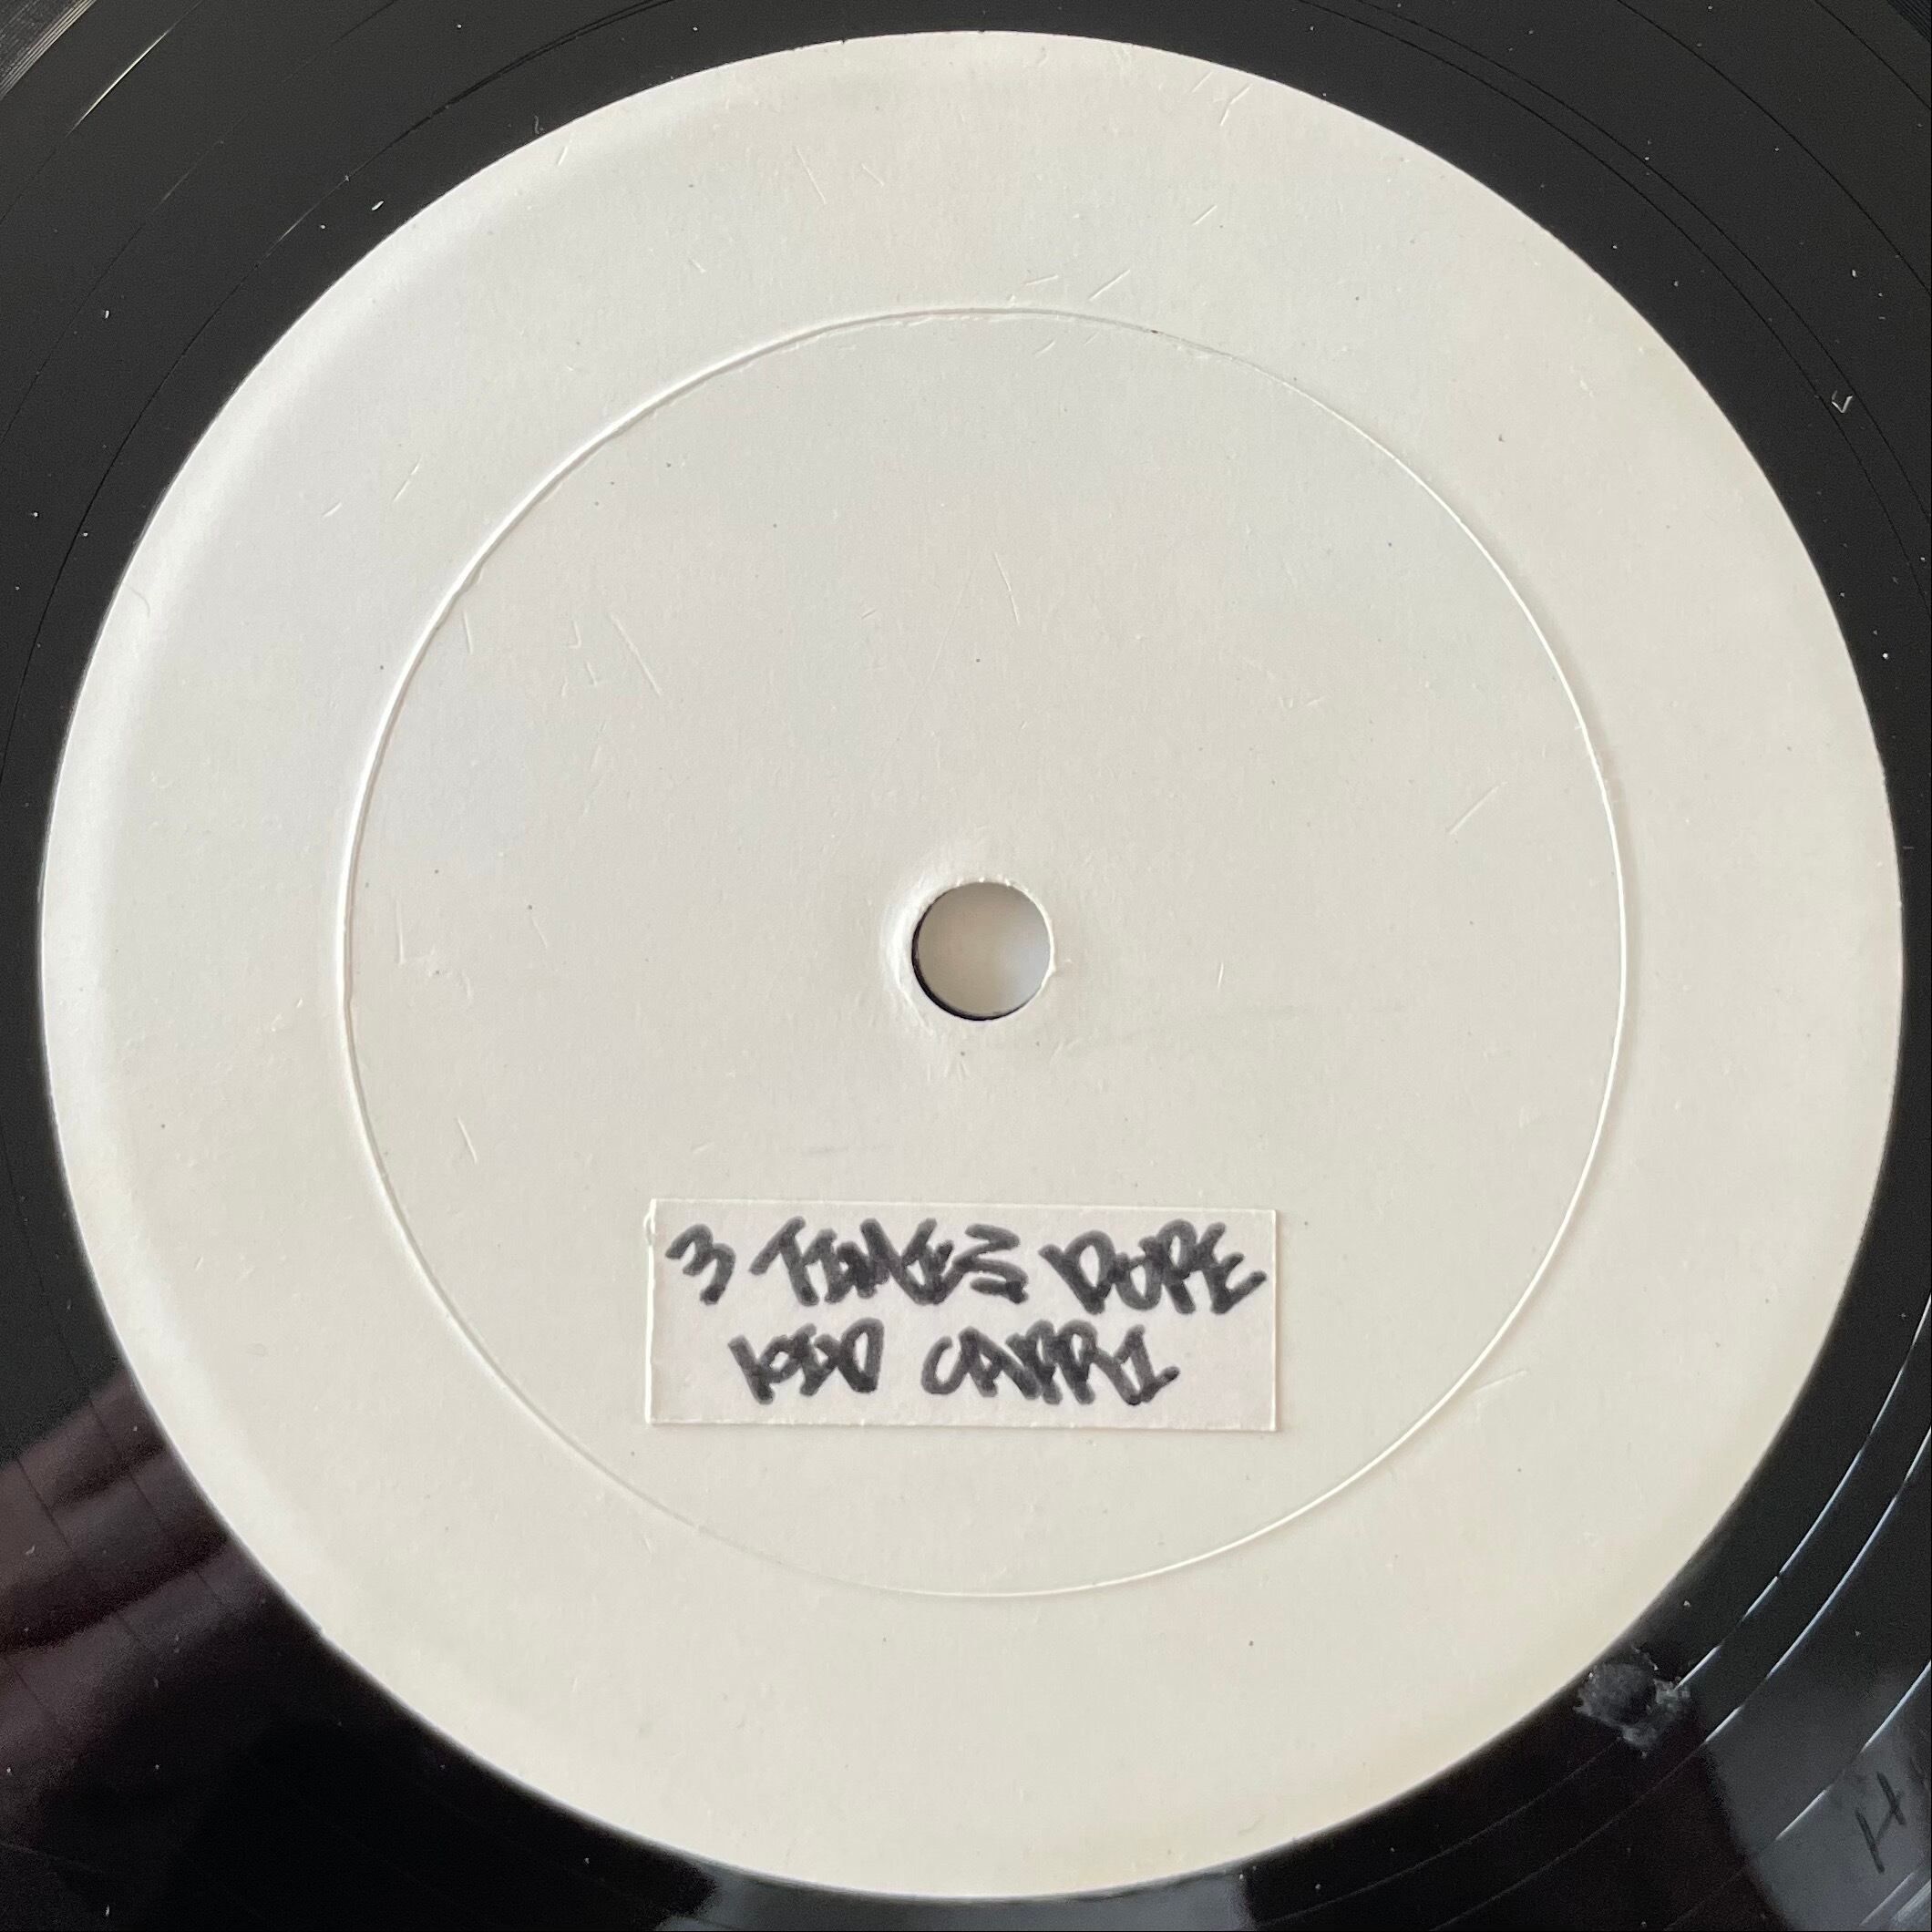 3 TIMES DOPE
KID CAPRI
H